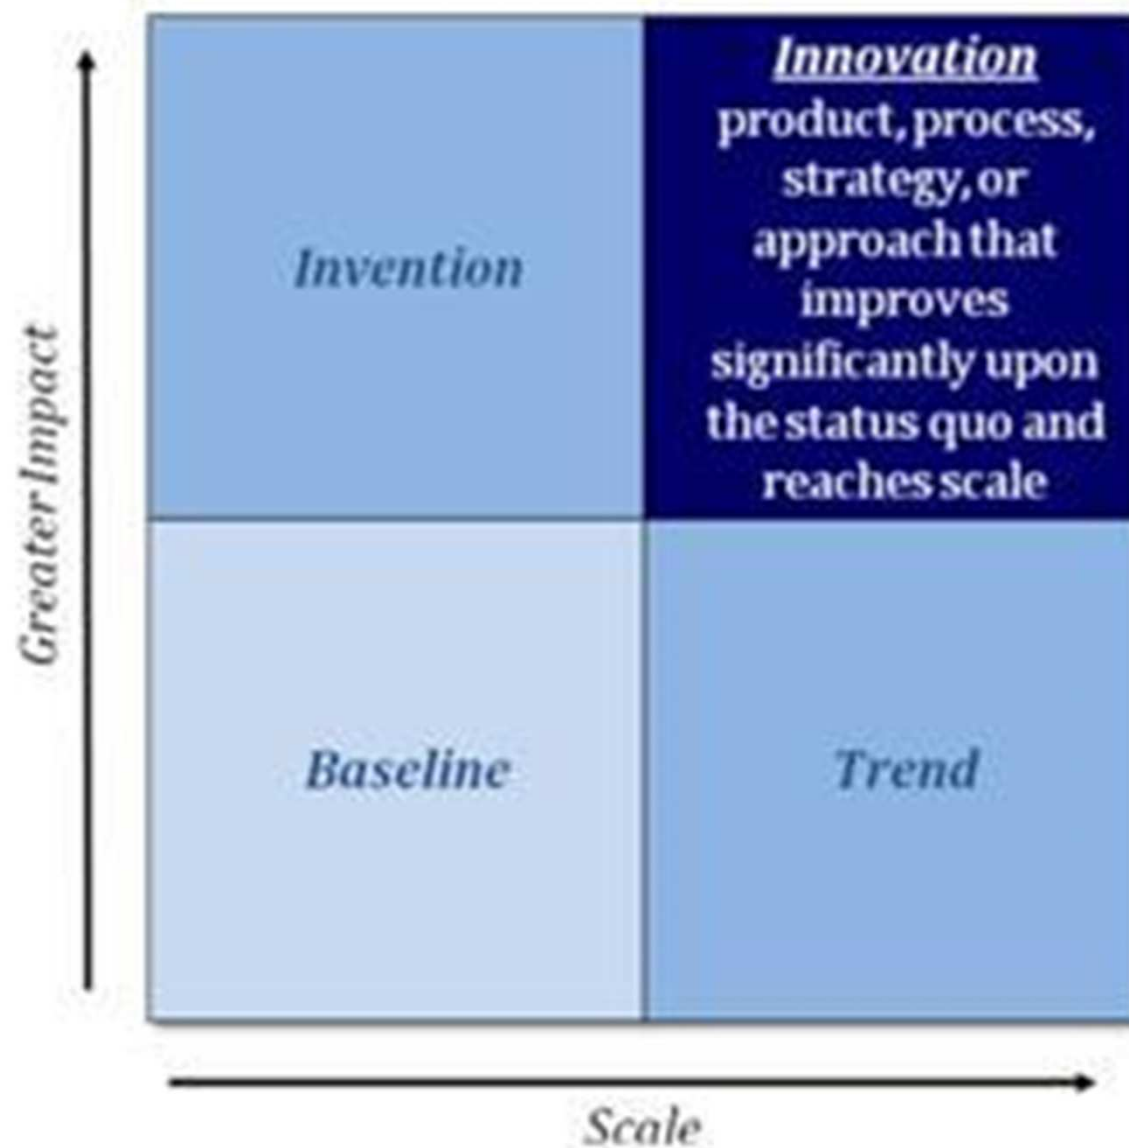 Innovation
product, process,
strategy, or
approach that
improves
significantly upon
the status quo and
reaches scale
Invention
Greater Impact
Baseline
Trend
Scale